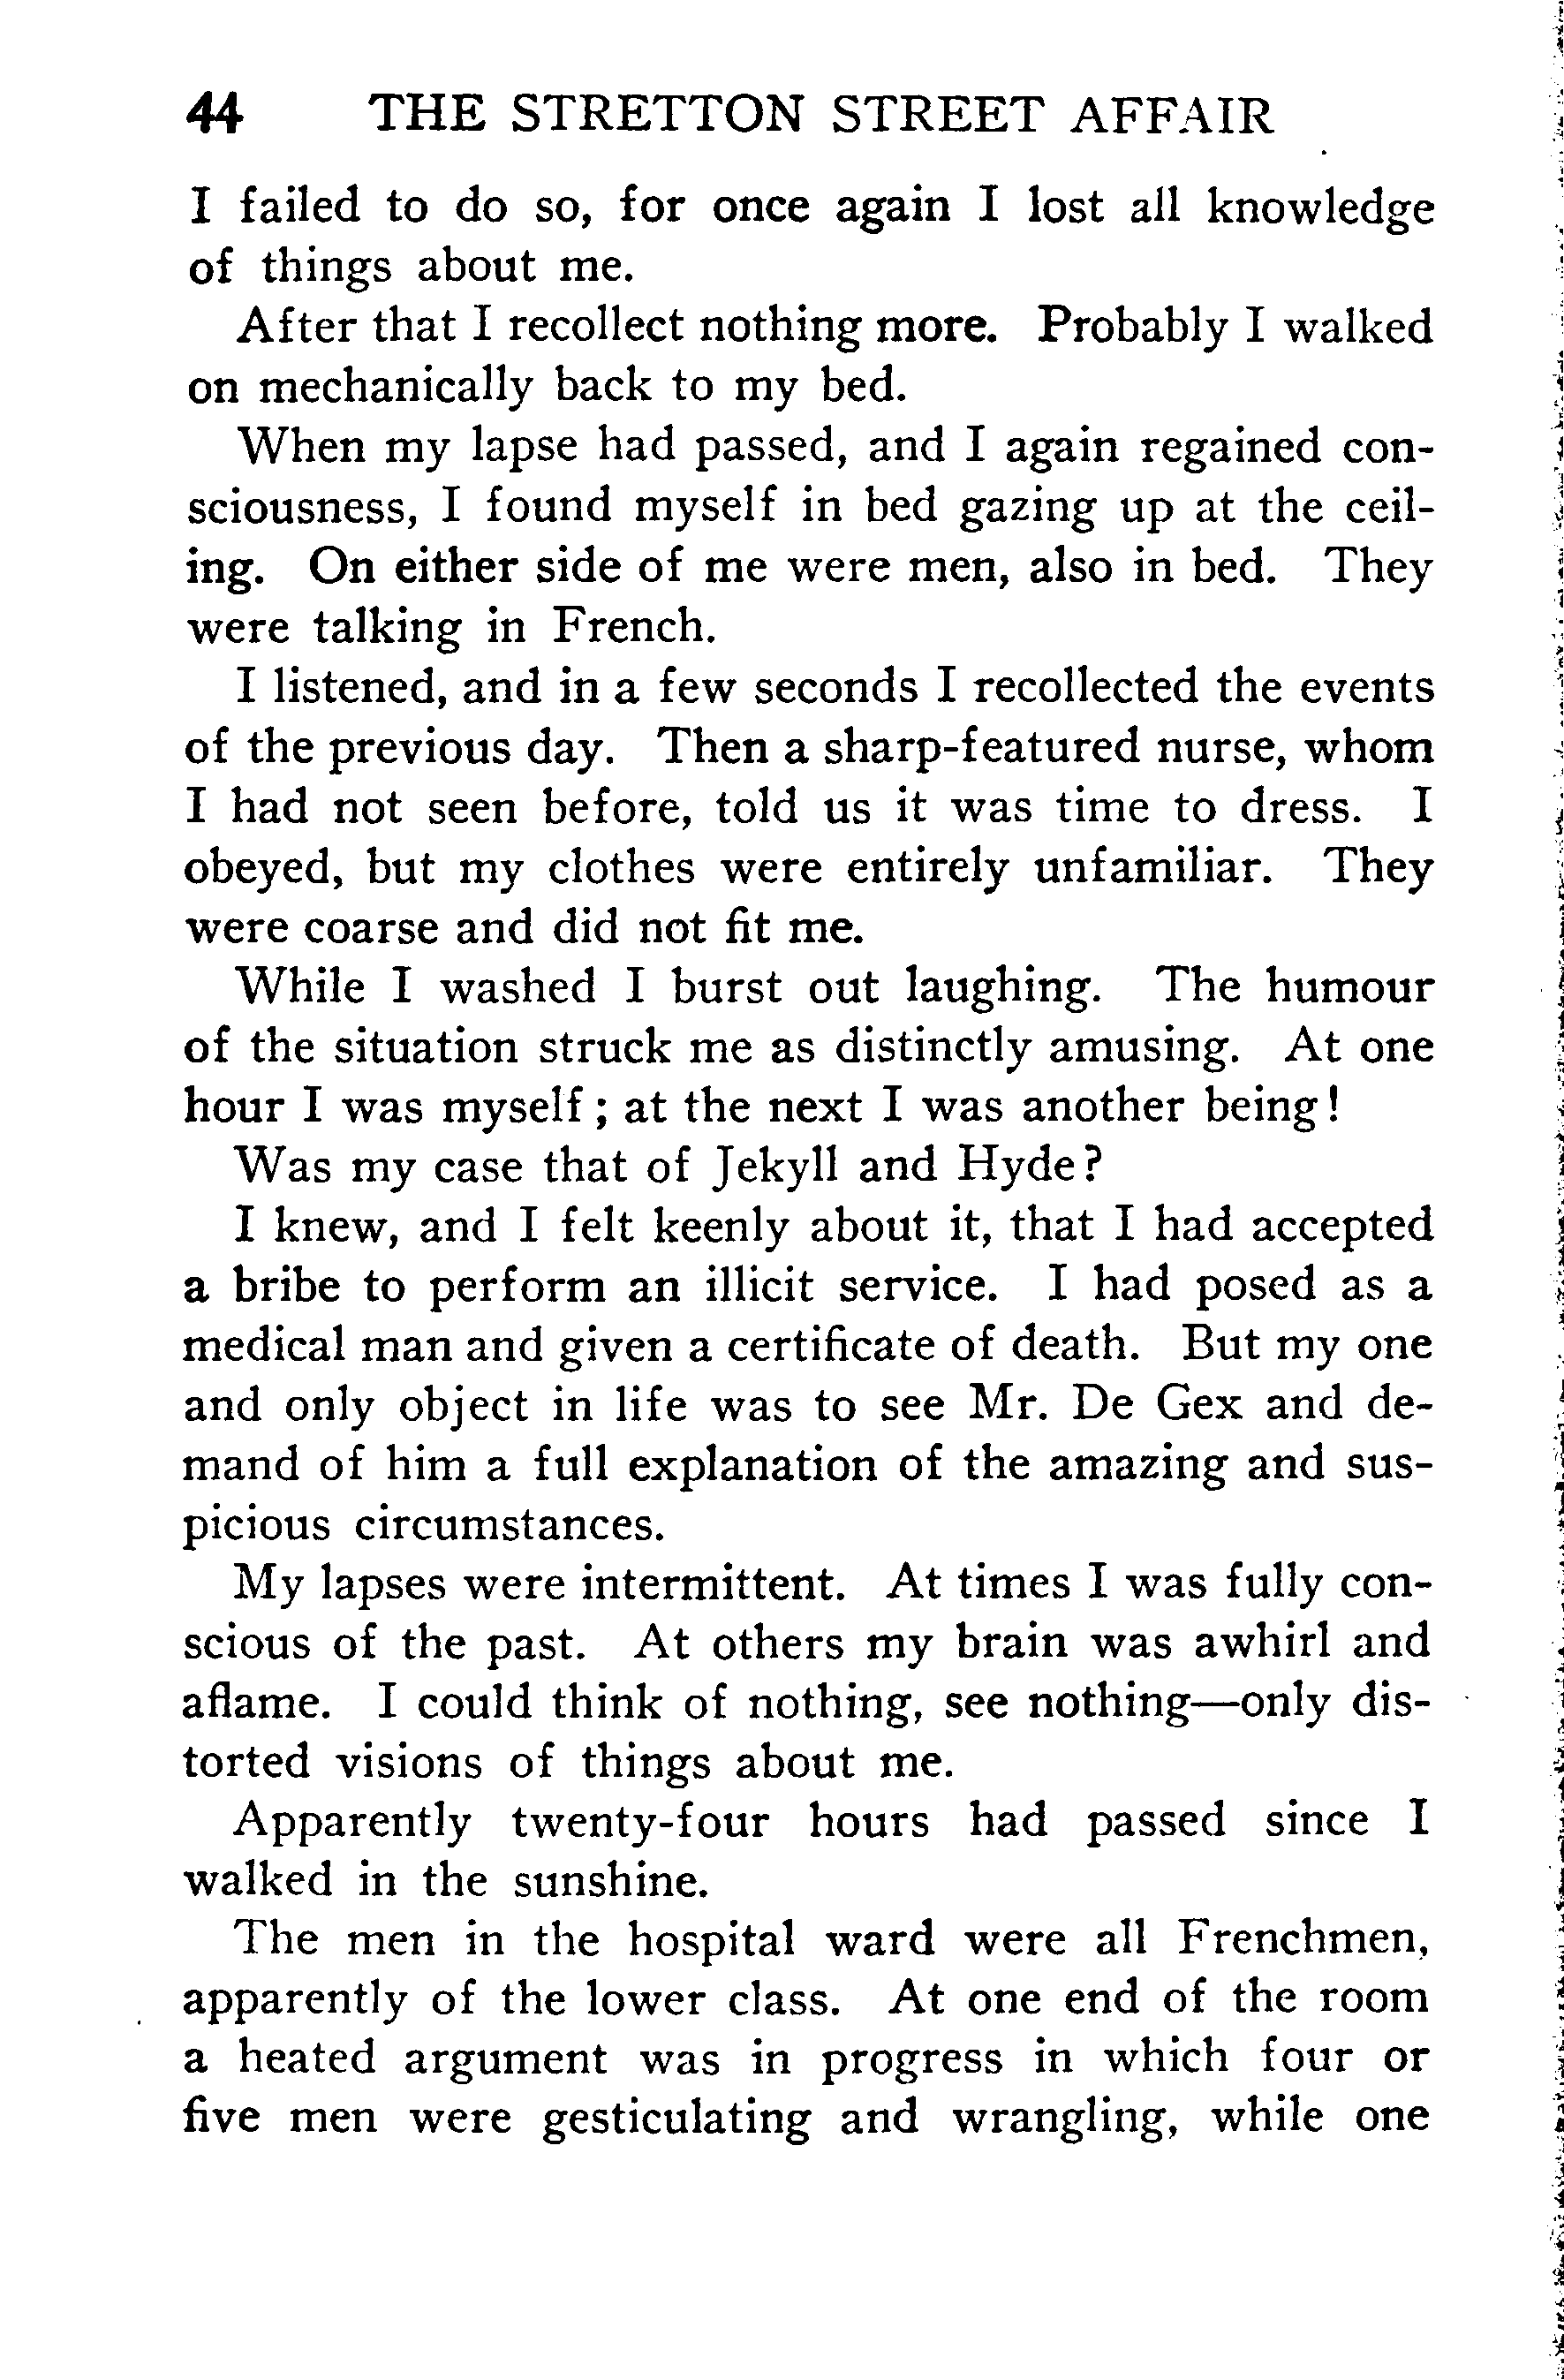 44 THE STRETTON STREET AFFAIR
I failed to do so, for once again I lost all knowledge
of things about me.
After that I recollect nothing more. Probably I walked
on mechanically back to my bed.
When my lapse had passed, and I again regained con-
sciousness, I found myself in bed gazing up at the ceil-
ing. On either side of me were men, also in bed. They
were talking in French.
I listened, and in a few seconds I recollected the events
of the previous day. Then a sharp-featured nurse, whom
I had not seen before, told us it was time to dress. I
obeyed, but my clothes were entirely unfamiliar. They
were coarse and did not fit me.
While I washed I burst out laughing. The humour
of the situation struck me as distinctly amusing. At one
hour I was myself; at the next I was another being!
Was my case that of Jekyll and Hyde?
I knew, and I felt keenly about it, that I had accepted
a bribe to perform an illicit service. I had posed as a
medical man and given a certificate of death. But my one
and only object in life was to see Mr. De Gex and de-
mand of him a full explanation of the amazing and sus-
picious circumstances.
My lapses were intermittent. At times I was fully con-
scious of the past. At others my brain was awhirl and
aflame. I could think of nothing, see nothing—only dis-
torted visions of things about me.
Apparently twenty-four hours had passed since I
walked in the sunshine.
The men in the hospital ward were all Frenchmen,
apparently of the lower class. At one end of the room
a heated argument was in progress in which four or
five men were gesticulating and wrangling, while one